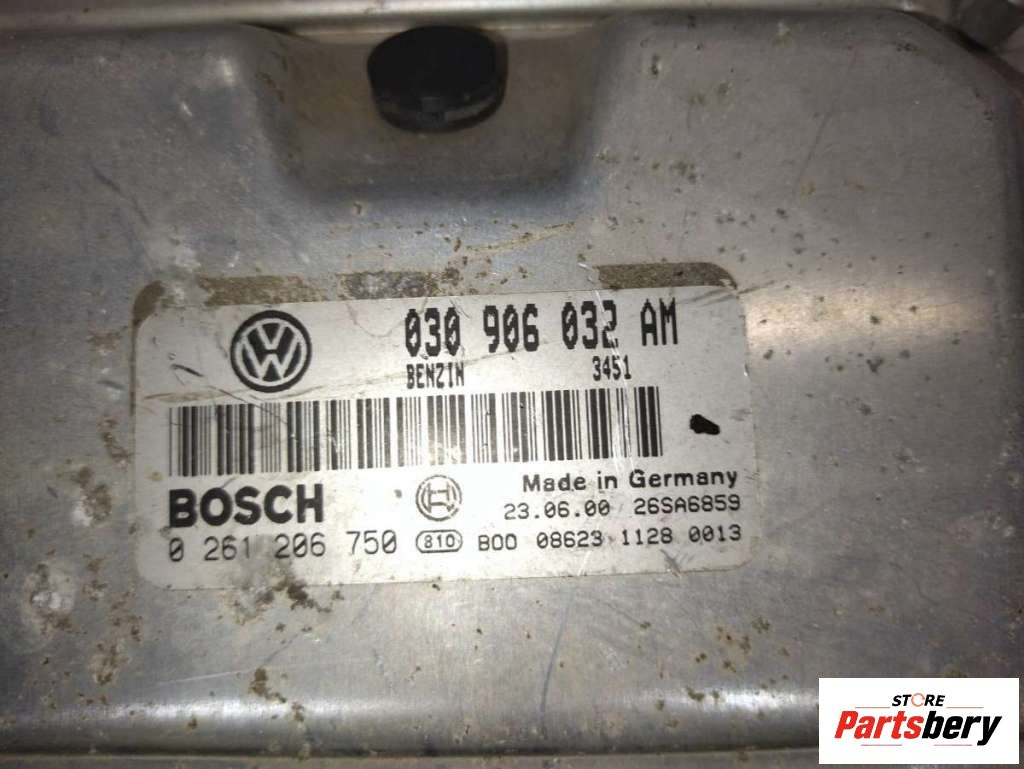 030 906 032 AM
BENZIN 3451
BOSCH
Made in Germany
23.06.00 26SA6859
0 261 206 750 810 B00 08623 1128 0013
STORE
Partsbery